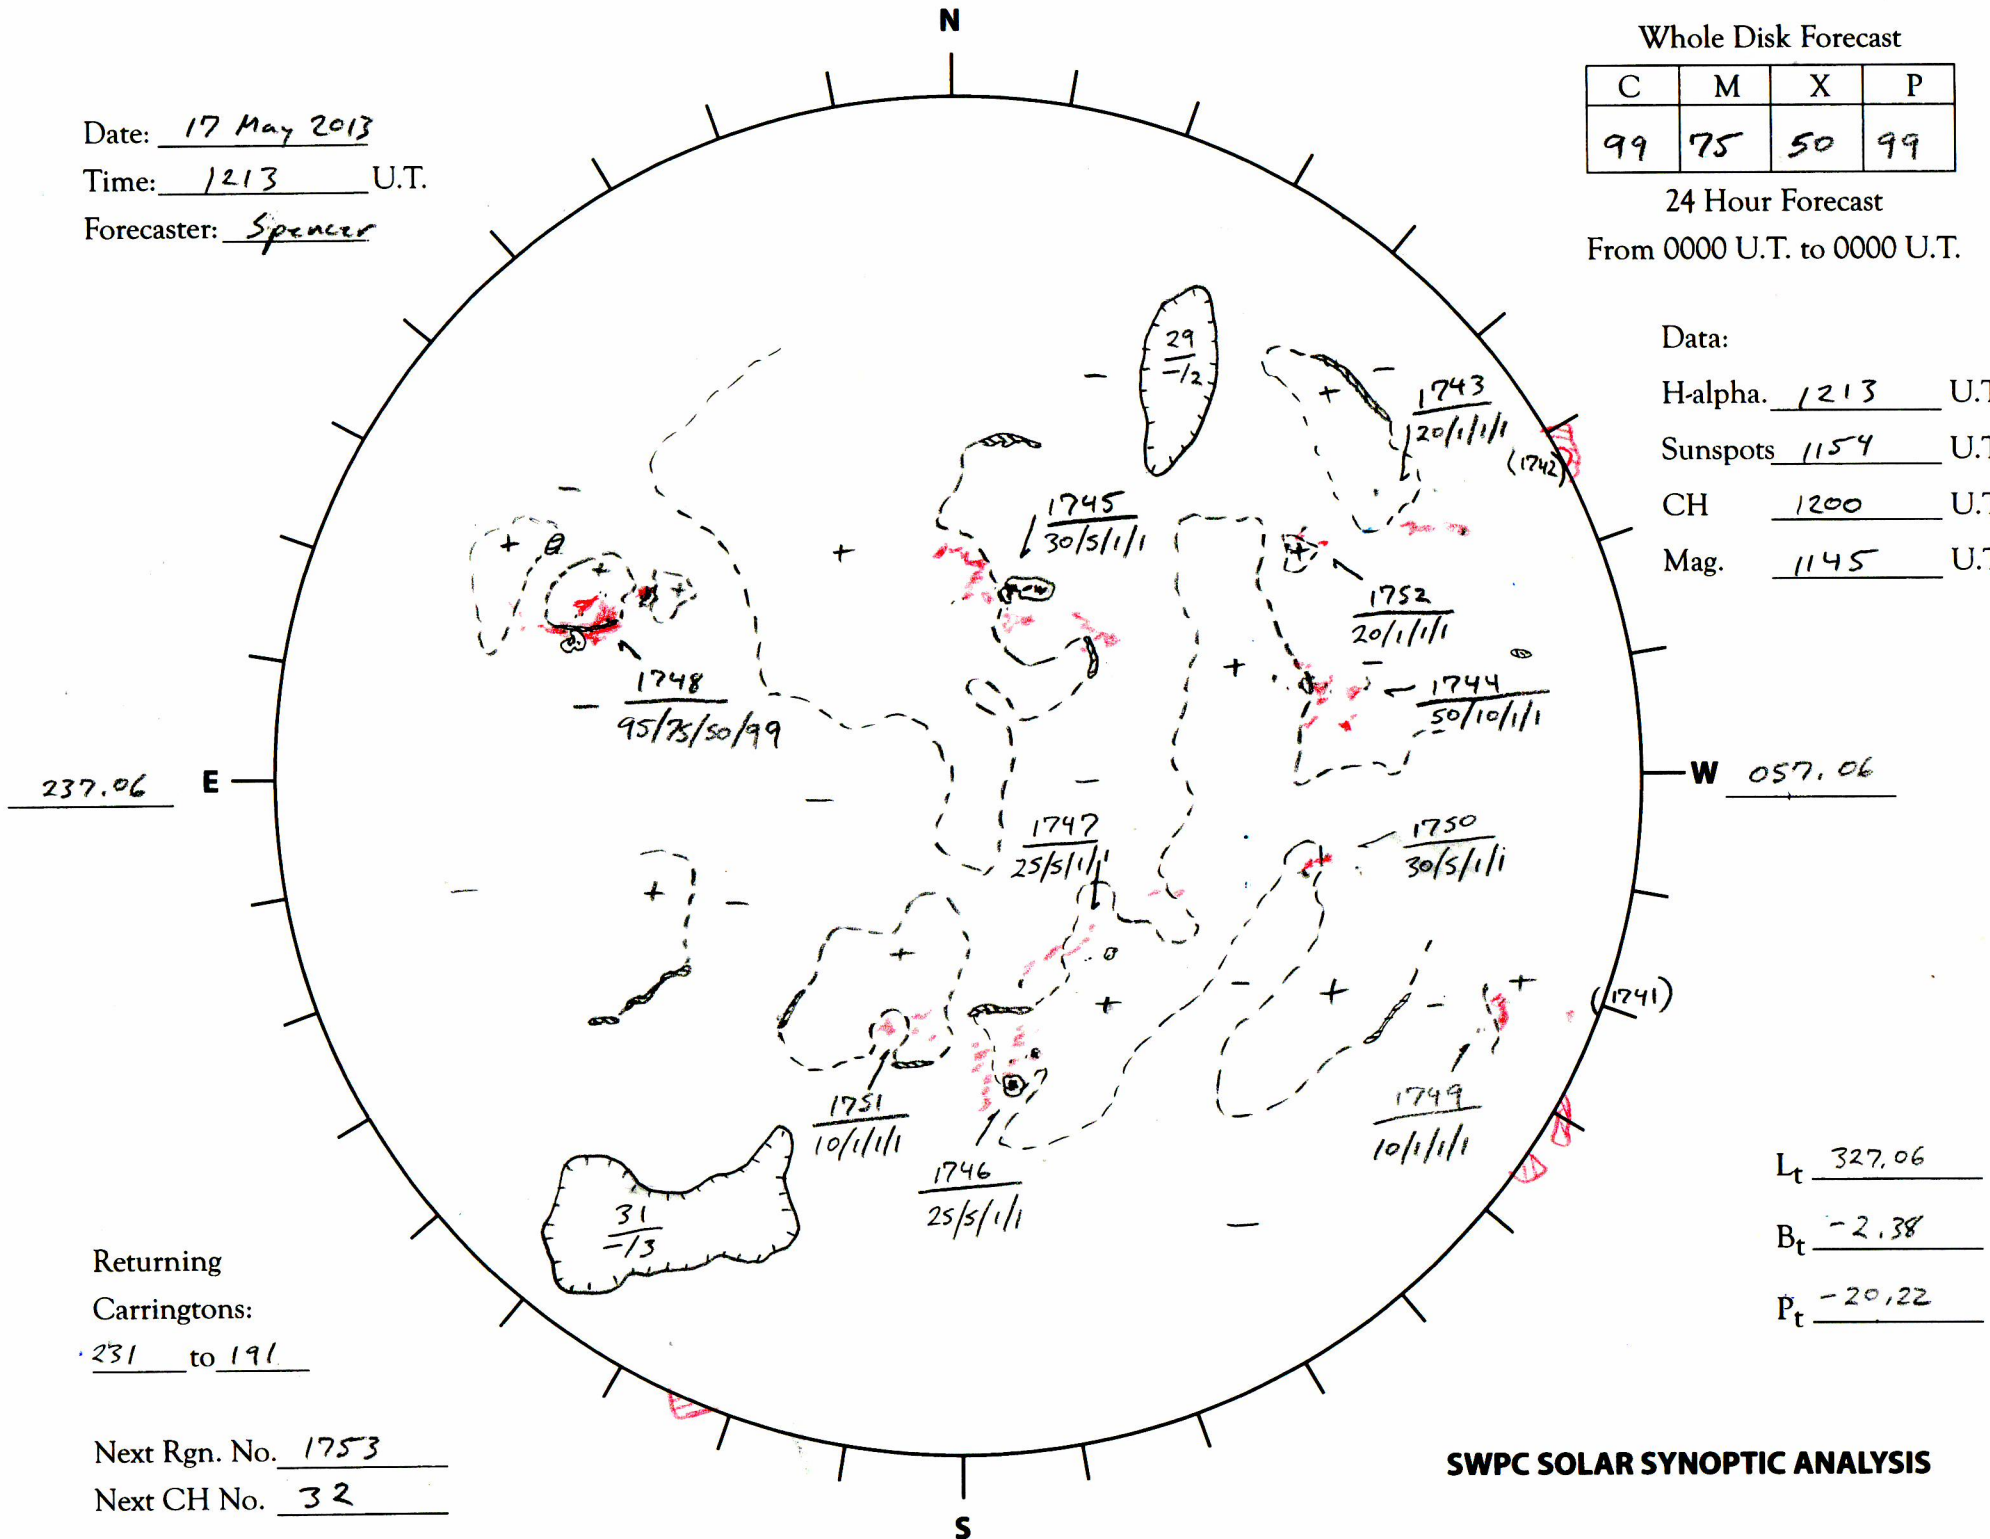 N
Whole Disk Forecast
C M X P
99 75 50 99
24 Hour Forecast
From 0000 U.T. to 0000 U.T.
Date: 17 May 2013
Time: 1213 U.T.
Forecaster: Spencer
Data:
H-alpha. 1213 U.T
Sunspots 1154 U.T
CH 1200 U.T
Mag. 1145 U.T
29
-/2
1743
20/1/1/1
(1742)
1745
30/5/1/1
1752
20/1/1/1
1748
95/75/50/99
1744
50/10/1/1
237.06 E
W 057.06
1747
25/5/1/1
1750
30/5/1/1
(1741)
1751
10/1/1/1
1749
10/1/1/1
1746
25/5/1/1
31
-/3
Lt 327.06
Bt -2.38
Pt -20.22
Returning
Carringtons:
231 to 191
Next Rgn. No. 1753
Next CH No. 32
SWPC SOLAR SYNOPTIC ANALYSIS
S